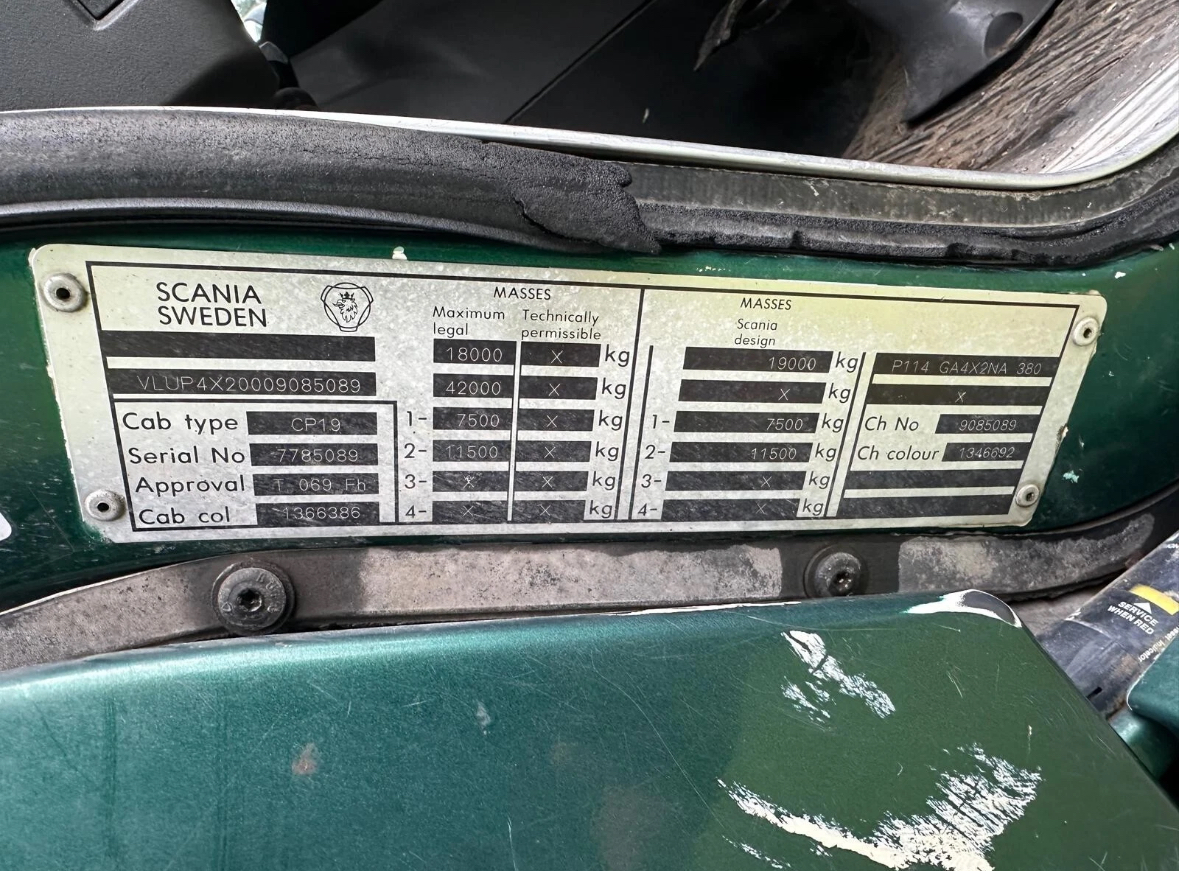 SCANIA
SWEDEN
VLUP4X20009085089
Cab type CP19
Serial No 7785089
Approval T 069 Fb
Cab col 1366386
MASSES
Maximum legal
Technically permissible
18000 X kg
42000 X kg
1- 7500 X kg
2- 11500 X kg
3- X X kg
4- X X kg
MASSES
Scania
design
19000 kg
X kg
1- 7500 kg
2- 11500 kg
3- X kg
4- X kg
P114 GA4X2NA 380
X
Ch No 9085089
Ch colour 1346692
SERVICE
WHEN RED